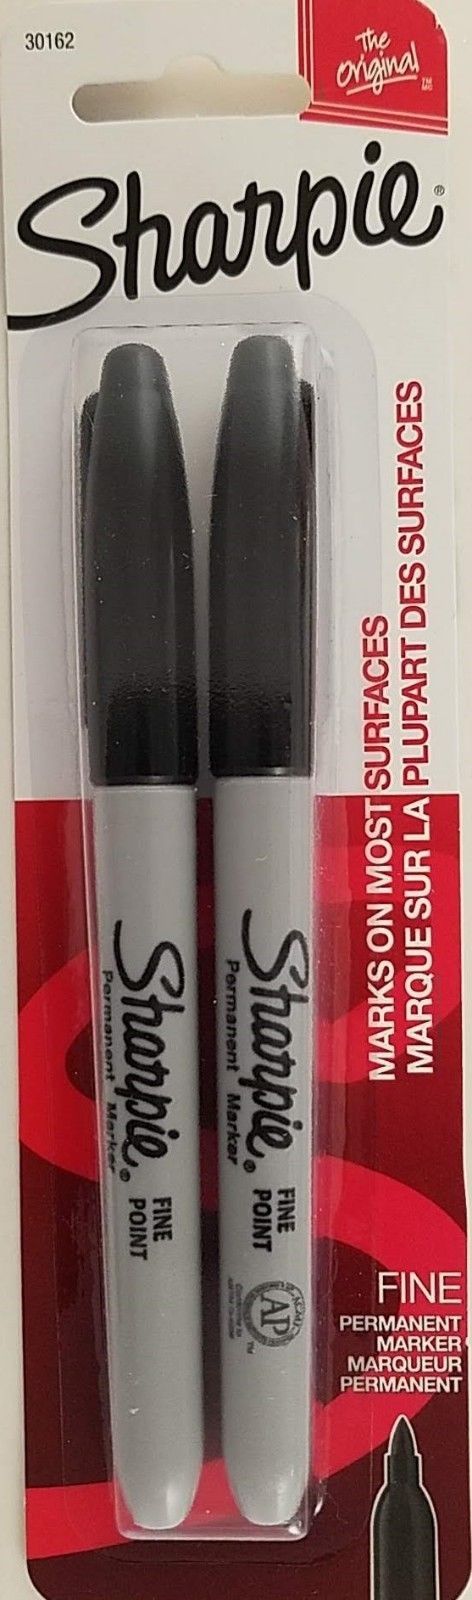 30162
The
Original
TM
MC
Sharpie®
MARKS ON MOST SURFACES
MARQUE SUR LA PLUPART DES SURFACES
Sharpie®
Permanent Marker
FINE
POINT
Sharpie®
Permanent Marker
FINE
POINT
AP
TM
FINE
PERMANENT
MARKER
MARQUEUR
PERMANENT